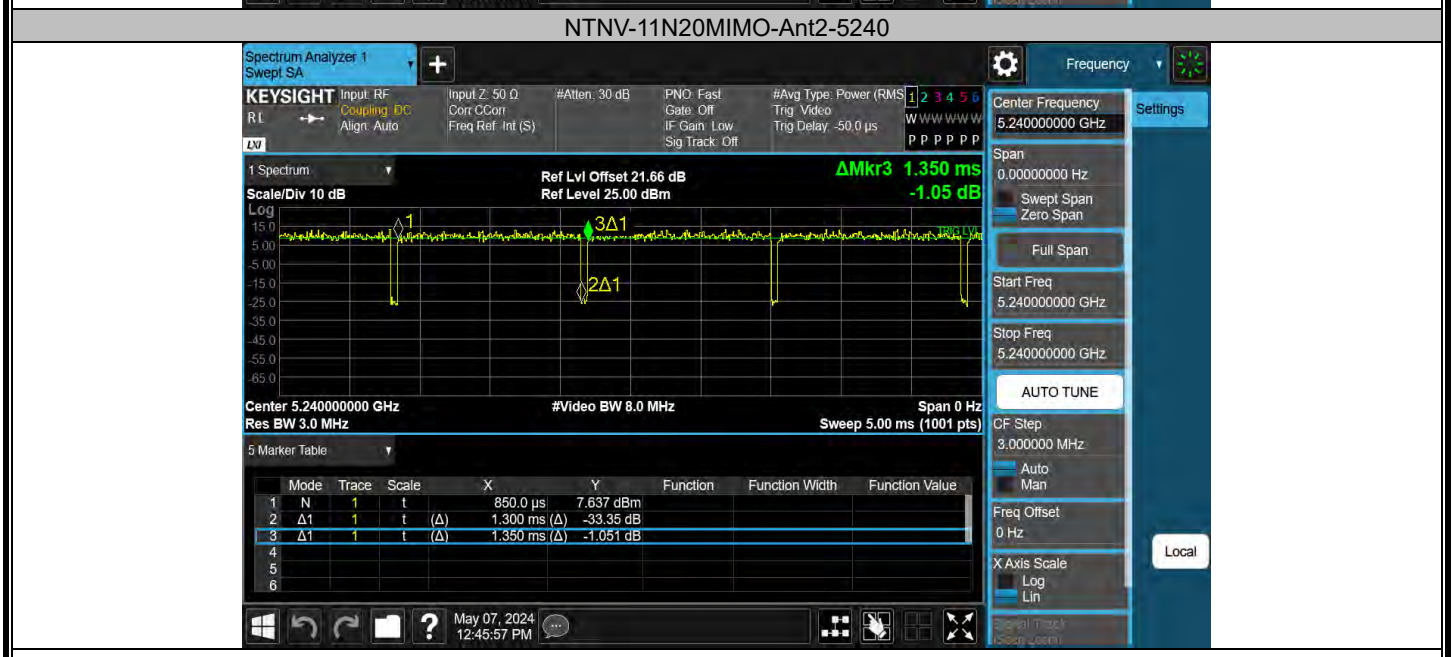 NTNV-11N20MIMO-Ant2-5240
Spectrum Analyzer 1
Swept SA
Frequency
KEYSIGHT
RL
LXI
Input: RF
Coupling: DC
Align: Auto
Input Z: 50 Ω
Corr CCorr
Freq Ref: Int (S)
#Atten: 30 dB
PNO: Fast
Gate: Off
IF Gain: Low
Sig Track: Off
#Avg Type: Power (RMS
Trig: Video
Trig Delay: -50.0 µs
1 2 3 4 5 6
W W W W W W
P P P P P P
Center Frequency
5.240000000 GHz
Settings
1 Spectrum
Ref Lvl Offset 21.66 dB
ΔMkr3 1.350 ms
Scale/Div 10 dB
Ref Level 25.00 dBm
-1.05 dB
Span
0.00000000 Hz
Swept Span
Zero Span
Full Span
Start Freq
5.240000000 GHz
Stop Freq
5.240000000 GHz
AUTO TUNE
Log
15.0
5.00
-5.00
-15.0
-25.0
-35.0
-45.0
-55.0
-65.0
1
3Δ1
TRIG LVL
2Δ1
Center 5.240000000 GHz
#Video BW 8.0 MHz
Span 0 Hz
Res BW 3.0 MHz
Sweep 5.00 ms (1001 pts)
CF Step
3.000000 MHz
Auto
Man
Freq Offset
0 Hz
X Axis Scale
Log
Lin
Local
5 Marker Table
Mode Trace Scale X Y Function Function Width Function Value
1 N 1 t 850.0 µs 7.637 dBm
2 Δ1 1 t (Δ) 1.300 ms (Δ) -33.35 dB
3 Δ1 1 t (Δ) 1.350 ms (Δ) -1.051 dB
4
5
6
?
May 07, 2024
12:45:57 PM
Signal Track
(Span Zoom)